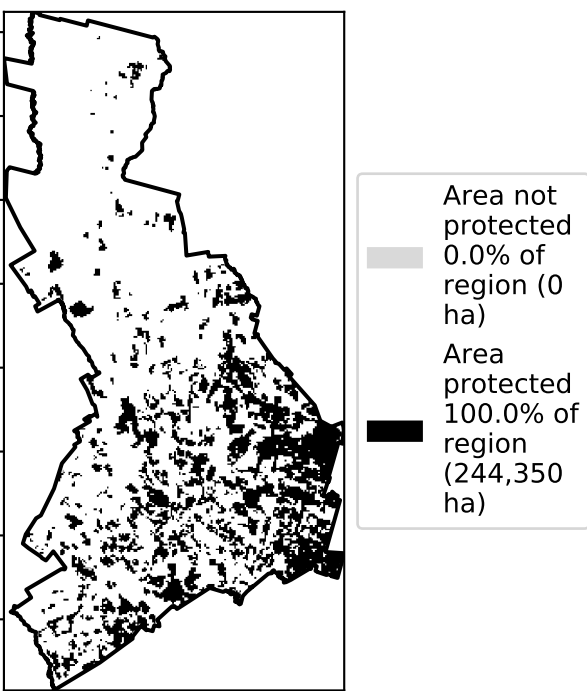 Area not
protected
0.0% of
region (0
ha)
Area
protected
100.0% of
region
(244,350
ha)